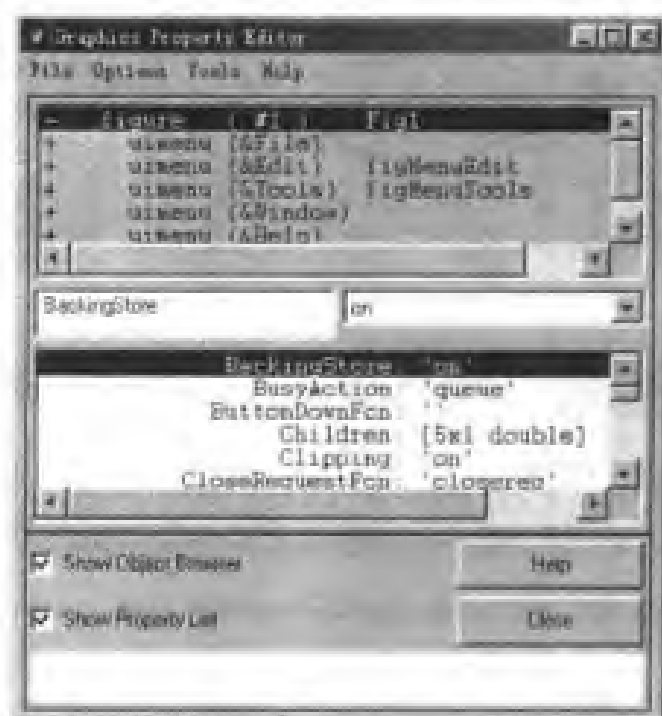 Graphics Property Editor
File Options Tools Help
- figure ( #1 ) Fig1
+ uimenu (&File)
+ uimenu (&Edit) figMenuEdit
+ uimenu (&Tools) figMenuTools
+ uimenu (&Window)
+ uimenu (&Help)
BackingStore on
BackingStore: 'on'
BusyAction: 'queue'
ButtonDownFcn: ''
Children: [5x1 double]
Clipping: 'on'
CloseRequestFcn: 'closereq'
Show Object Browser Help
Show Property List Close